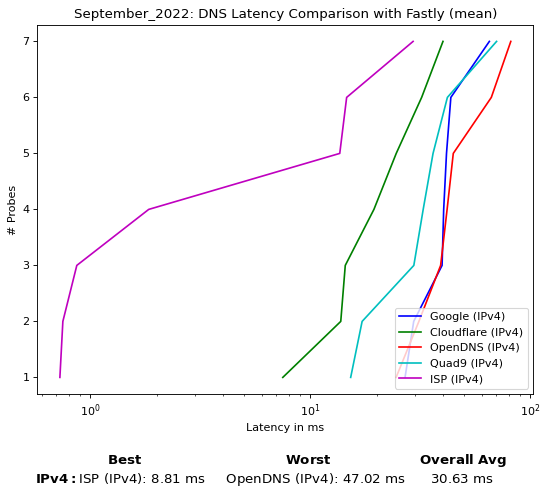 September_2022: DNS Latency Comparison with Fastly (mean)
# Probes
7
6
5
4
3
2
1
Google (IPv4)
Cloudflare (IPv4)
OpenDNS (IPv4)
Quad9 (IPv4)
ISP (IPv4)
10⁰ 10¹ 10²
Latency in ms
Best Worst Overall Avg
IPv4: ISP (IPv4): 8.81 ms OpenDNS (IPv4): 47.02 ms 30.63 ms